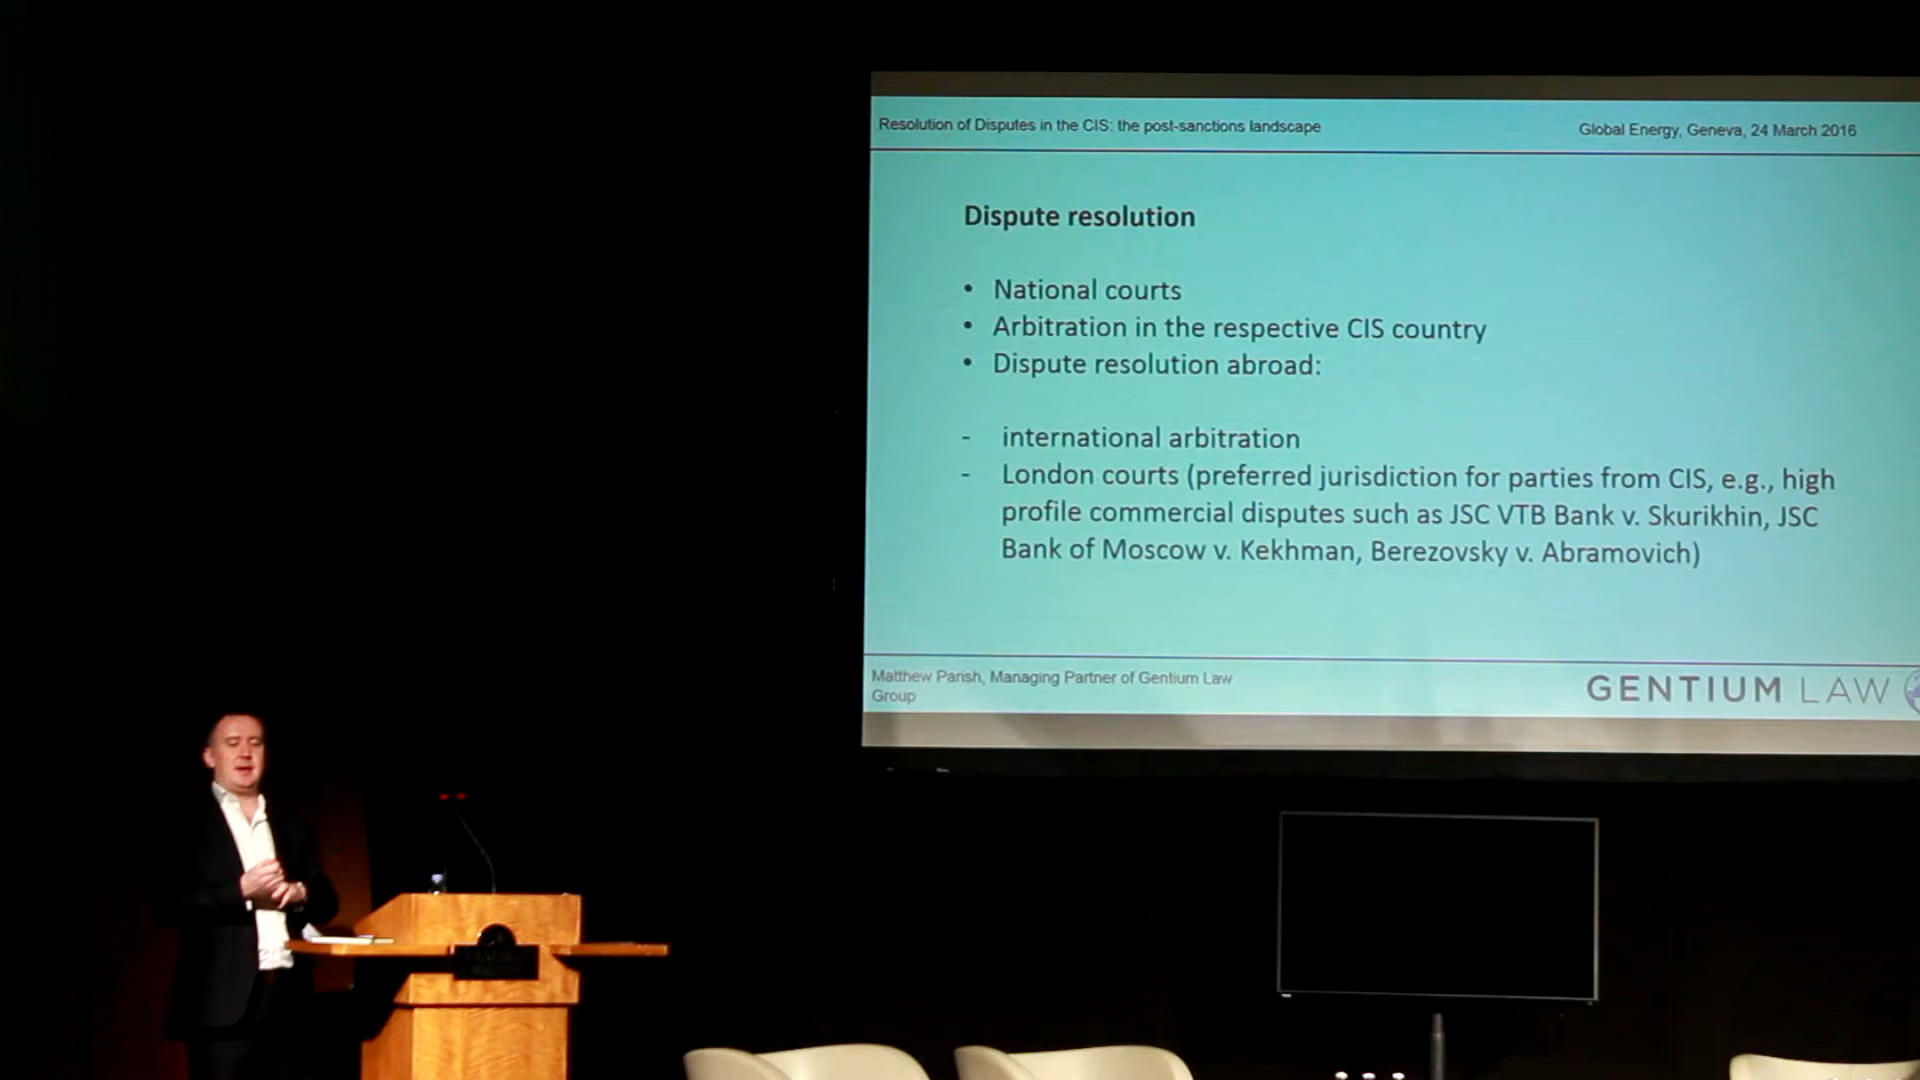 Resolution of Disputes in the CIS: the post-sanctions landscape
Global Energy, Geneva, 24 March 2016
Dispute resolution
• National courts
• Arbitration in the respective CIS country
• Dispute resolution abroad:
- international arbitration
- London courts (preferred jurisdiction for parties from CIS, e.g., high
profile commercial disputes such as JSC VTB Bank v. Skurikhin, JSC
Bank of Moscow v. Kekhman, Berezovsky v. Abramovich)
Matthew Parish, Managing Partner of Gentium Law
Group
GENTIUM LAW